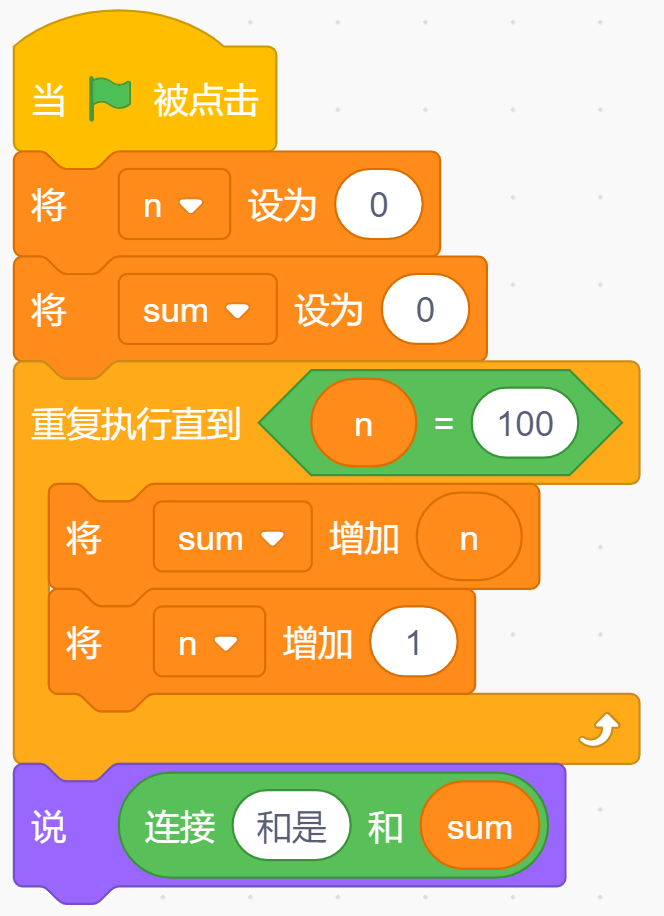 当 被点击
将 n 设为 0
将 sum 设为 0
重复执行直到 n = 100
将 sum 增加 n
将 n 增加 1
说 连接 和是 和 sum